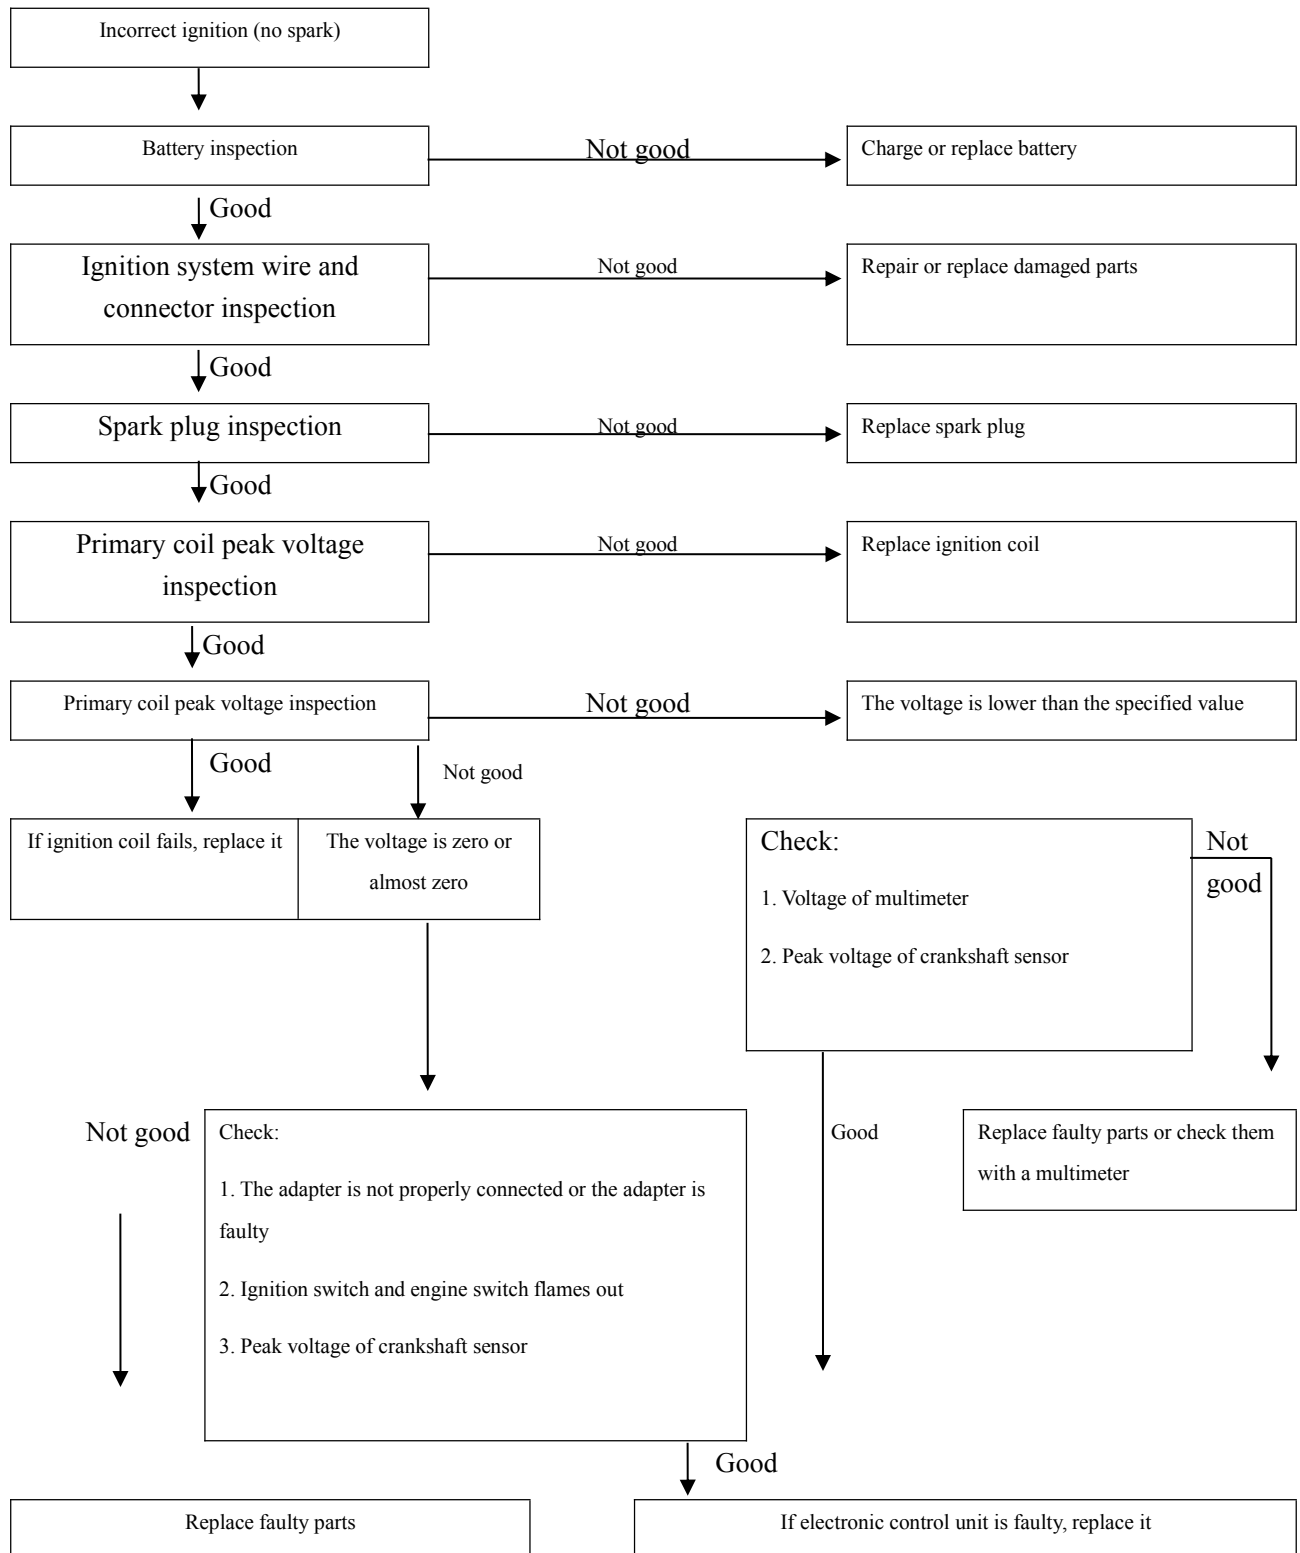 Incorrect ignition (no spark)
Battery inspection
Not good
Charge or replace battery
Good
Ignition system wire and
connector inspection
Not good
Repair or replace damaged parts
Good
Spark plug inspection
Not good
Replace spark plug
Good
Primary coil peak voltage
inspection
Not good
Replace ignition coil
Good
Primary coil peak voltage inspection
Not good
The voltage is lower than the specified value
Good
Not good
If ignition coil fails, replace it
The voltage is zero or
almost zero
Check:
1. Voltage of multimeter
2. Peak voltage of crankshaft sensor
Not
good
Not good
Check:
1. The adapter is not properly connected or the adapter is
faulty
2. Ignition switch and engine switch flames out
3. Peak voltage of crankshaft sensor
Good
Replace faulty parts or check them
with a multimeter
Good
Replace faulty parts
If electronic control unit is faulty, replace it